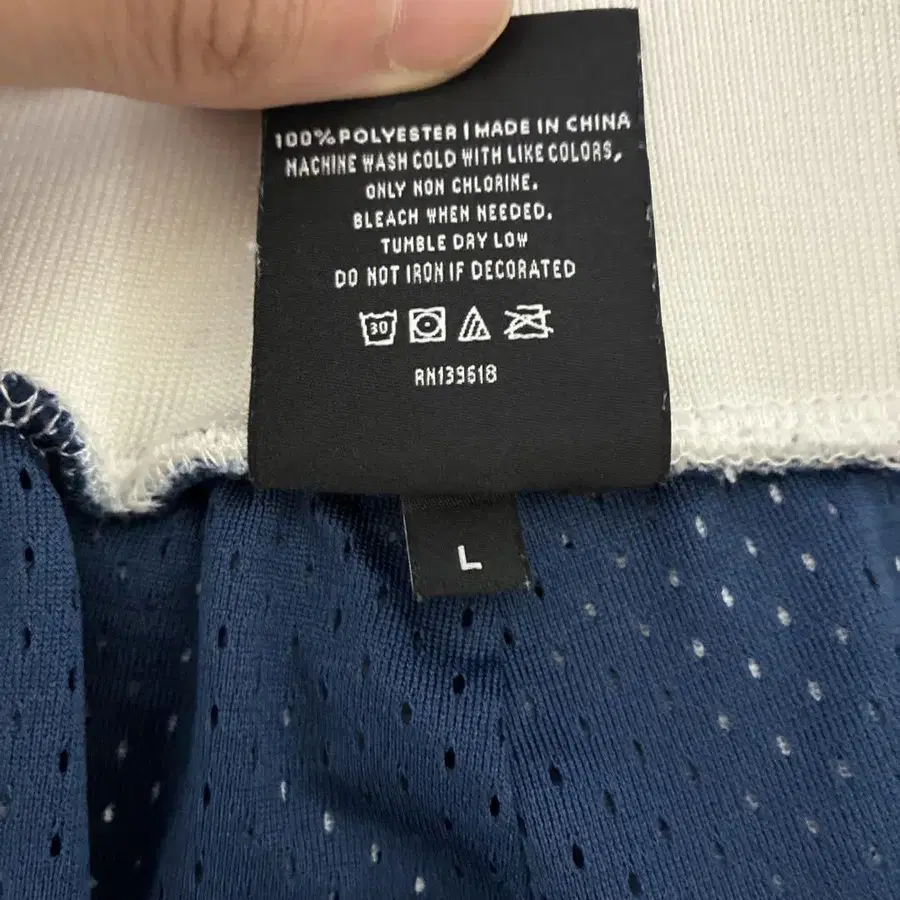 100% POLYESTER | MADE IN CHINA
MACHINE WASH COLD WITH LIKE COLORS,
ONLY NON CHLORINE.
BLEACH WHEN NEEDED.
TUMBLE DRY LOW
DO NOT IRON IF DECORATED
30
RN139618
L